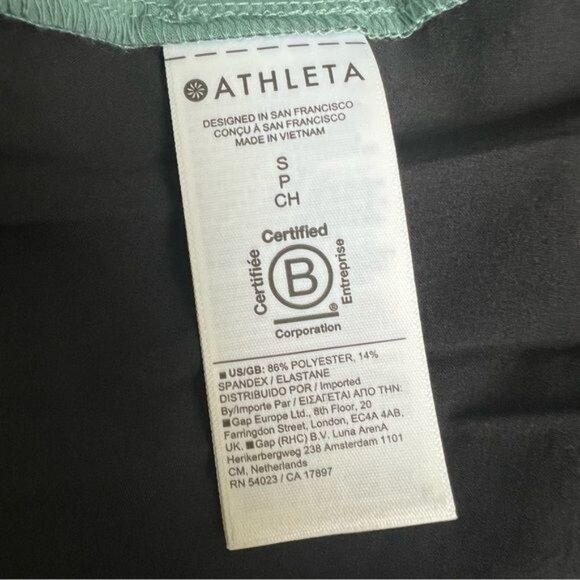 ATHLETA
DESIGNED IN SAN FRANCISCO
CONÇU À SAN FRANCISCO
MADE IN VIETNAM
S
P
CH
Certified
Certifiée
B
Entreprise
®
Corporation
■US/GB: 86% POLYESTER, 14%
SPANDEX / ELASTANE
DISTRIBUIDO POR / Imported
By/Importe Par / ΕΙΣΑΓΕΤΑΙ ΑΠΟ ΤΗΝ:
■Gap Europe Ltd., 8th Floor, 20
Farringdon Street, London, EC4A 4AB,
UK. ■Gap (RHC) B.V. Luna ArenA
Herikerbergweg 238 Amsterdam 1101
CM, Netherlands
RN 54023 / CA 17897